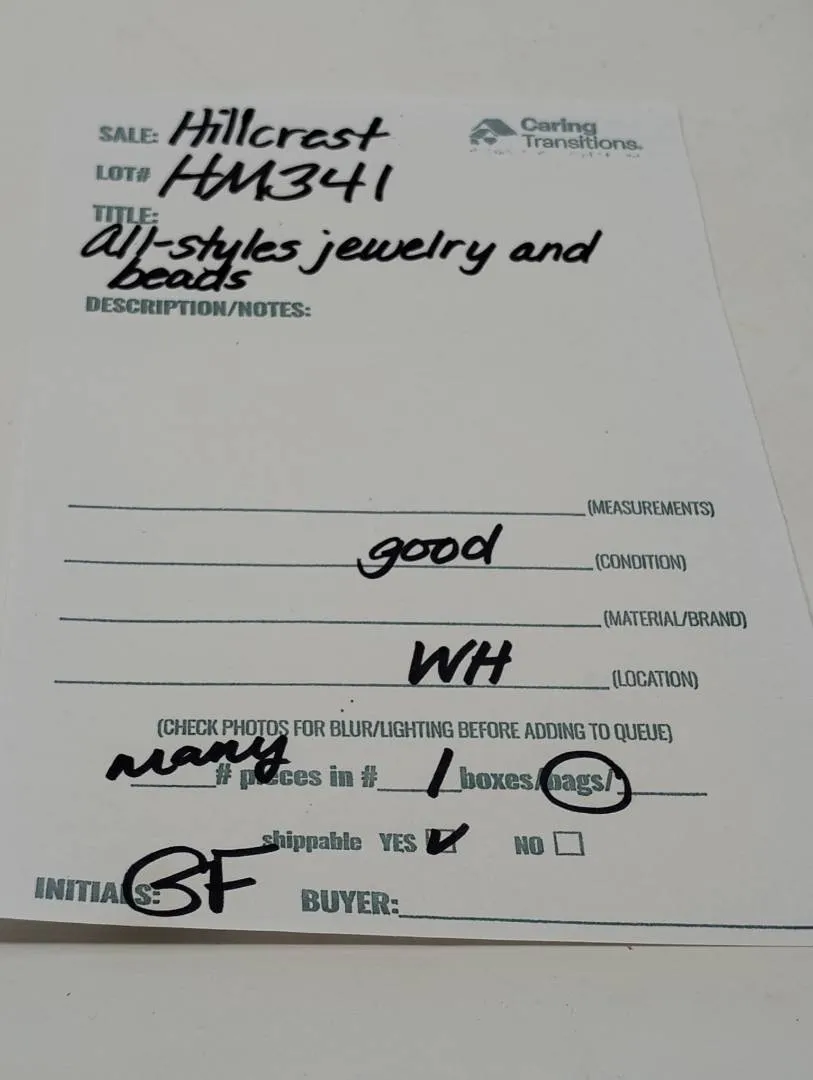 SALE: Hillcrest
Caring
Transitions.
LOT# HM341
TITLE:
All-styles jewelry and
beads
DESCRIPTION/NOTES:
(MEASUREMENTS)
good (CONDITION)
(MATERIAL/BRAND)
WH (LOCATION)
(CHECK PHOTOS FOR BLUR/LIGHTING BEFORE ADDING TO QUEUE)
many # pieces in # 1 boxes/bags/
shippable YES ✓ NO
INITIALS: BF BUYER: